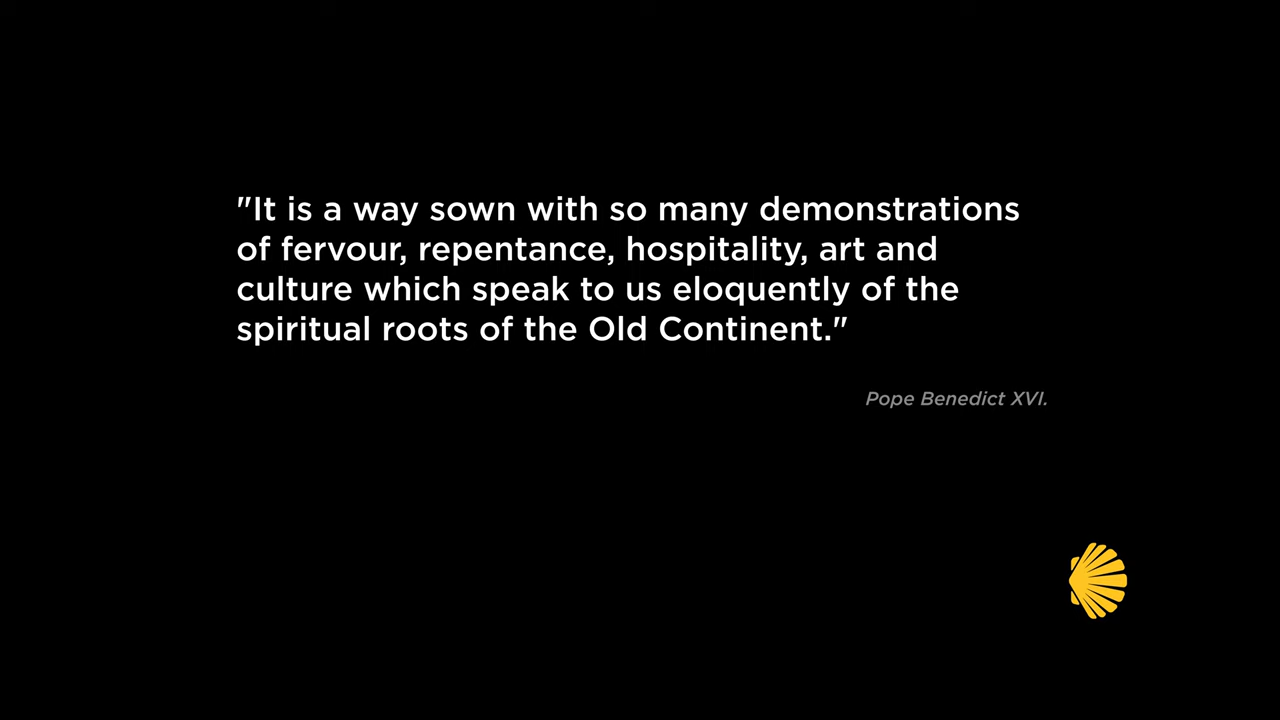 "It is a way sown with so many demonstrations
of fervour, repentance, hospitality, art and
culture which speak to us eloquently of the
spiritual roots of the Old Continent."
Pope Benedict XVI.